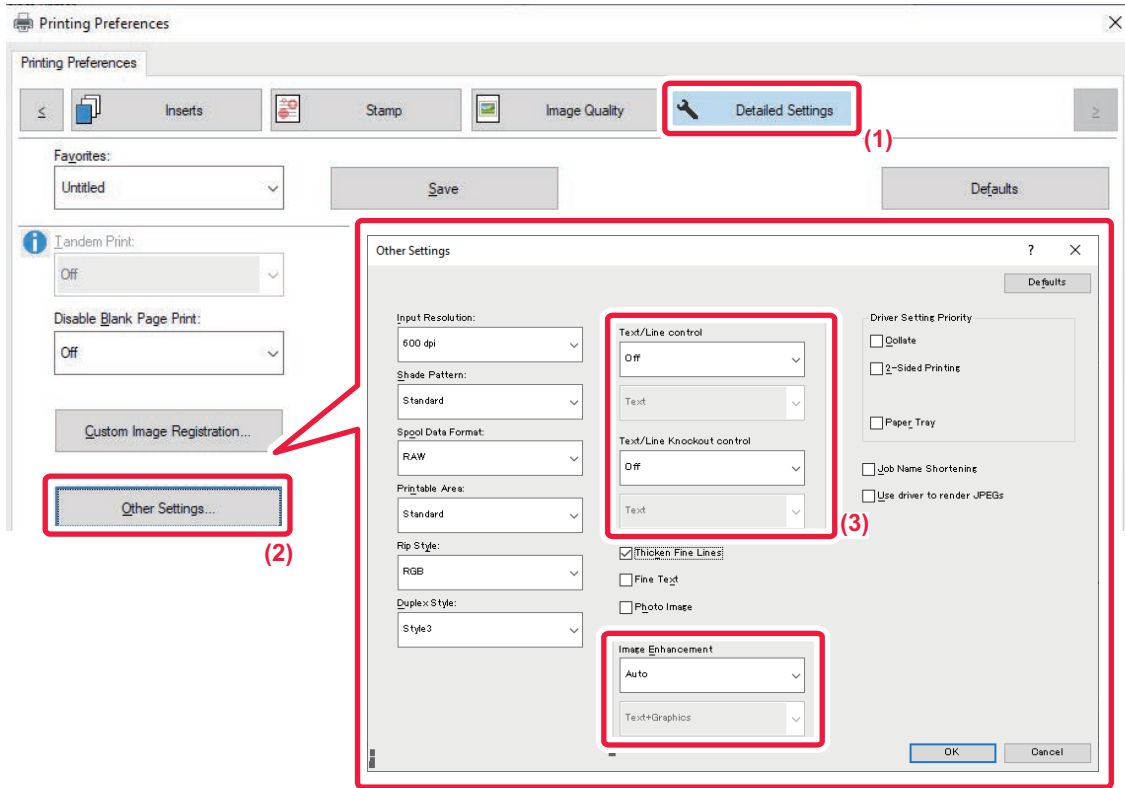 Printing Preferences
Printing Preferences
≤ Inserts Stamp Image Quality Detailed Settings ≥
(1)
Favorites:
Untitled Save Defaults
Tandem Print:
Off
Disable Blank Page Print:
Off
Custom Image Registration...
Other Settings...
(2)
Other Settings ?
Defaults
Input Resolution:
600 dpi
Shade Pattern:
Standard
Spool Data Format:
RAW
Printable Area:
Standard
Rip Style:
RGB
Duplex Style:
Style3
Text/Line control
Off
Text
Text/Line Knockout control
Off
Text
(3)
Thicken Fine Lines
Fine Text
Photo Image
Image Enhancement
Auto
Text+Graphics
Driver Setting Priority
Collate
2-Sided Printing
Paper Tray
Job Name Shortening
Use driver to render JPEGs
OK Cancel